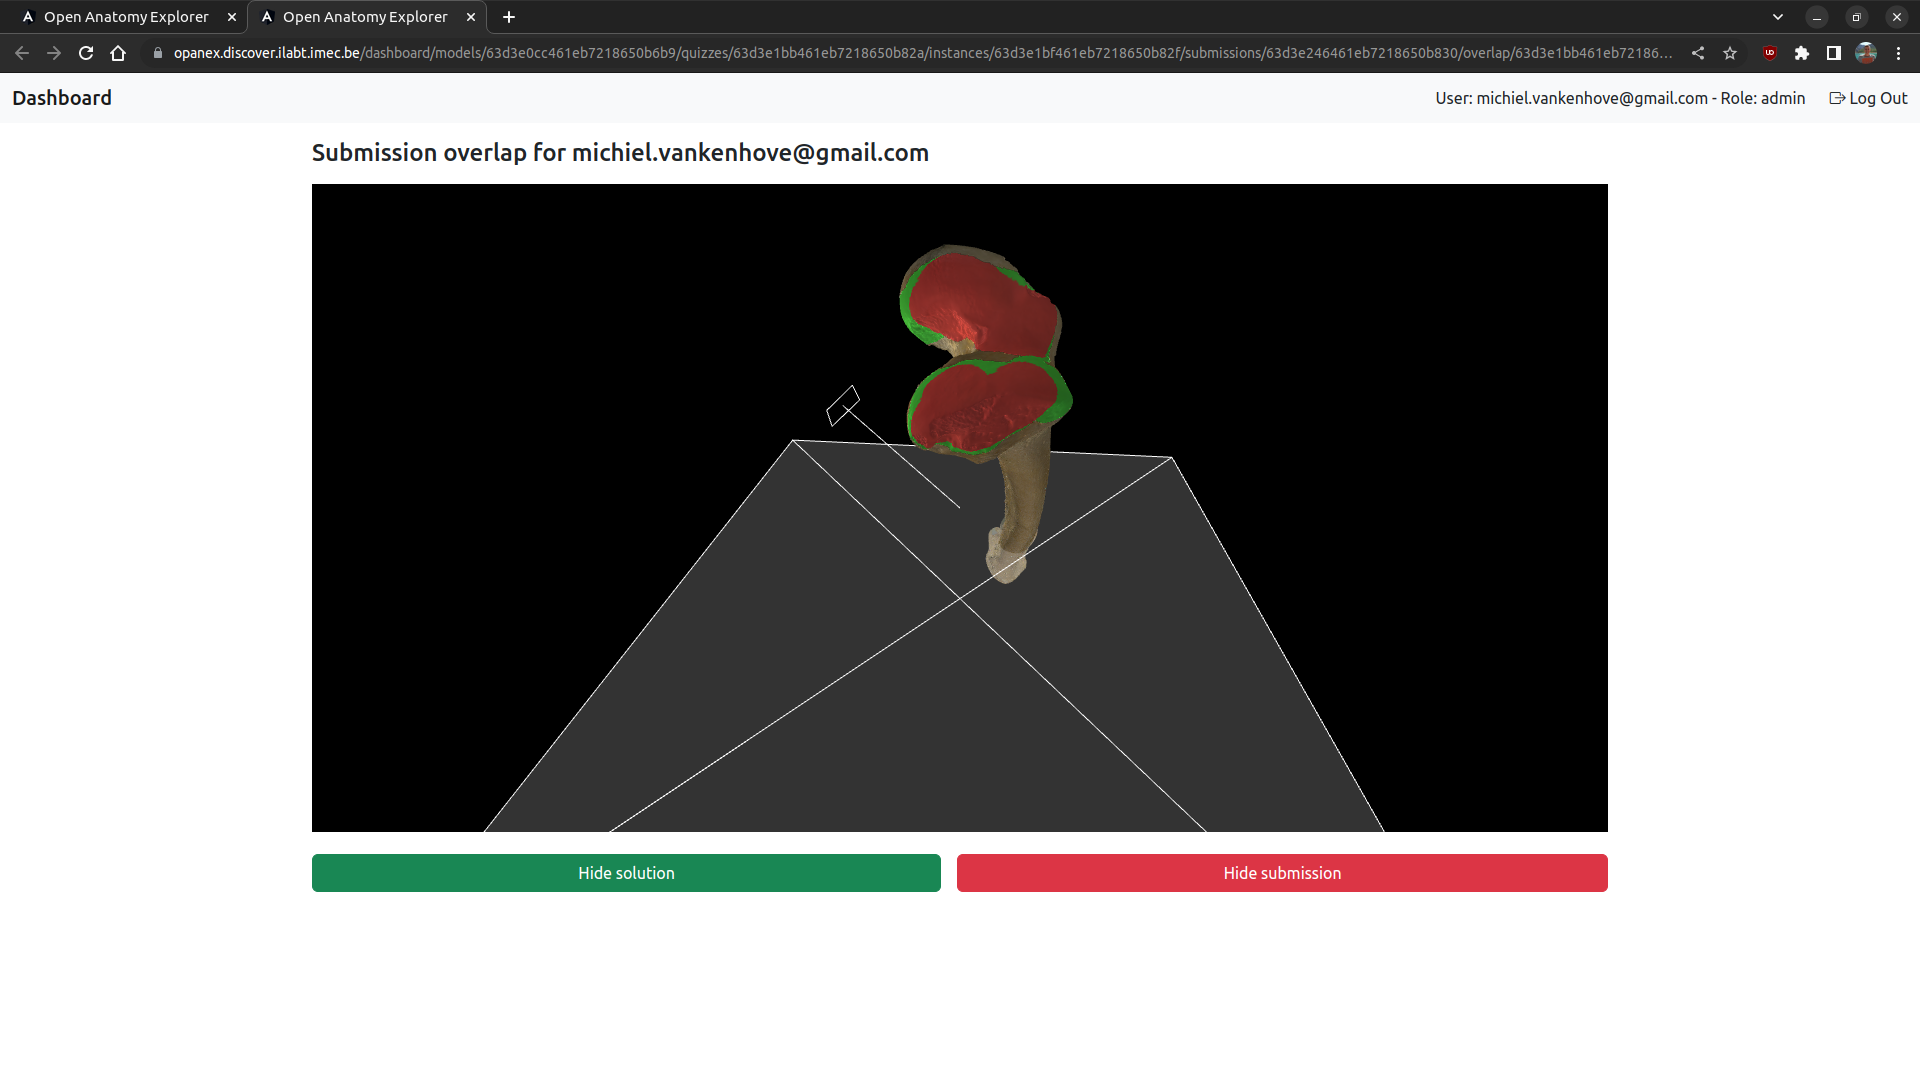 Open Anatomy Explorer
Open Anatomy Explorer
opanex.discover.ilabt.imec.be/dashboard/models/63d3e0cc461eb7218650b6b9/quizzes/63d3e1bb461eb7218650b82a/instances/63d3e1bf461eb7218650b82f/submissions/63d3e246461eb7218650b830/overlap/63d3e1bb461eb72186...
Dashboard
User: michiel.vankenhove@gmail.com - Role: admin
Log Out
Submission overlap for michiel.vankenhove@gmail.com
Hide solution
Hide submission